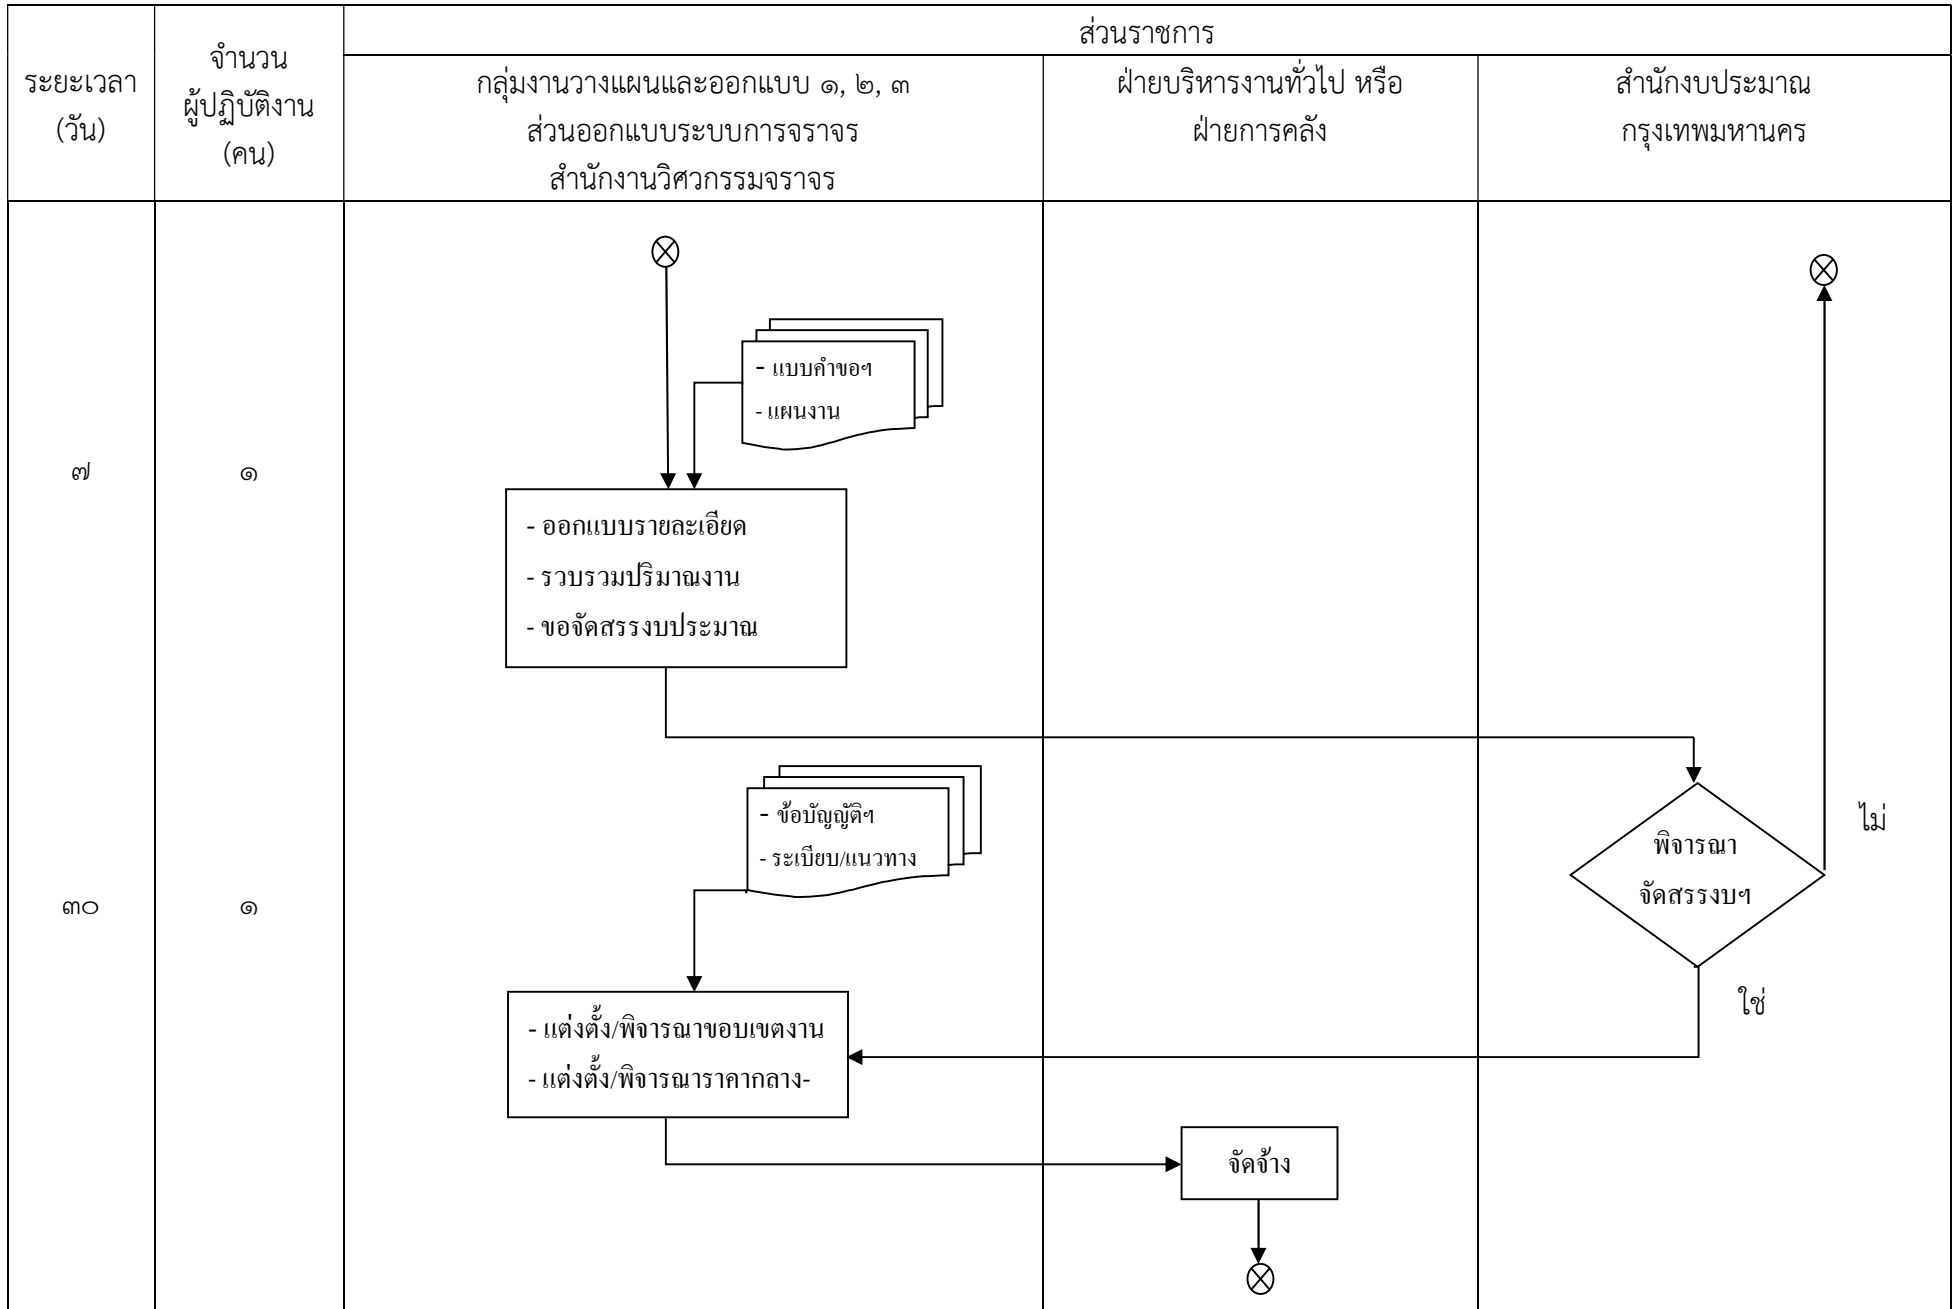 ส่วนราชการ
ระยะเวลา
(วัน)
จำนวน
ผู้ปฏิบัติงาน
(คน)
กลุ่มงานวางแผนและออกแบบ ๑, ๒, ๓
ส่วนออกแบบระบบการจราจร
สำนักงานวิศวกรรมจราจร
ฝ่ายบริหารงานทั่วไป หรือ
ฝ่ายการคลัง
สำนักงบประมาณ
กรุงเทพมหานคร
- แบบคำขอฯ
- แผนงาน
๗
๑
- ออกแบบรายละเอียด
- รวบรวมปริมาณงาน
- ขอจัดสรรงบประมาณ
- ข้อบัญญัติฯ
- ระเบียบ/แนวทาง
ไม่
พิจารณา
จัดสรรงบฯ
๓๐
๑
ใช่
- แต่งตั้ง/พิจารณาขอบเขตงาน
- แต่งตั้ง/พิจารณาราคากลาง-
จัดจ้าง